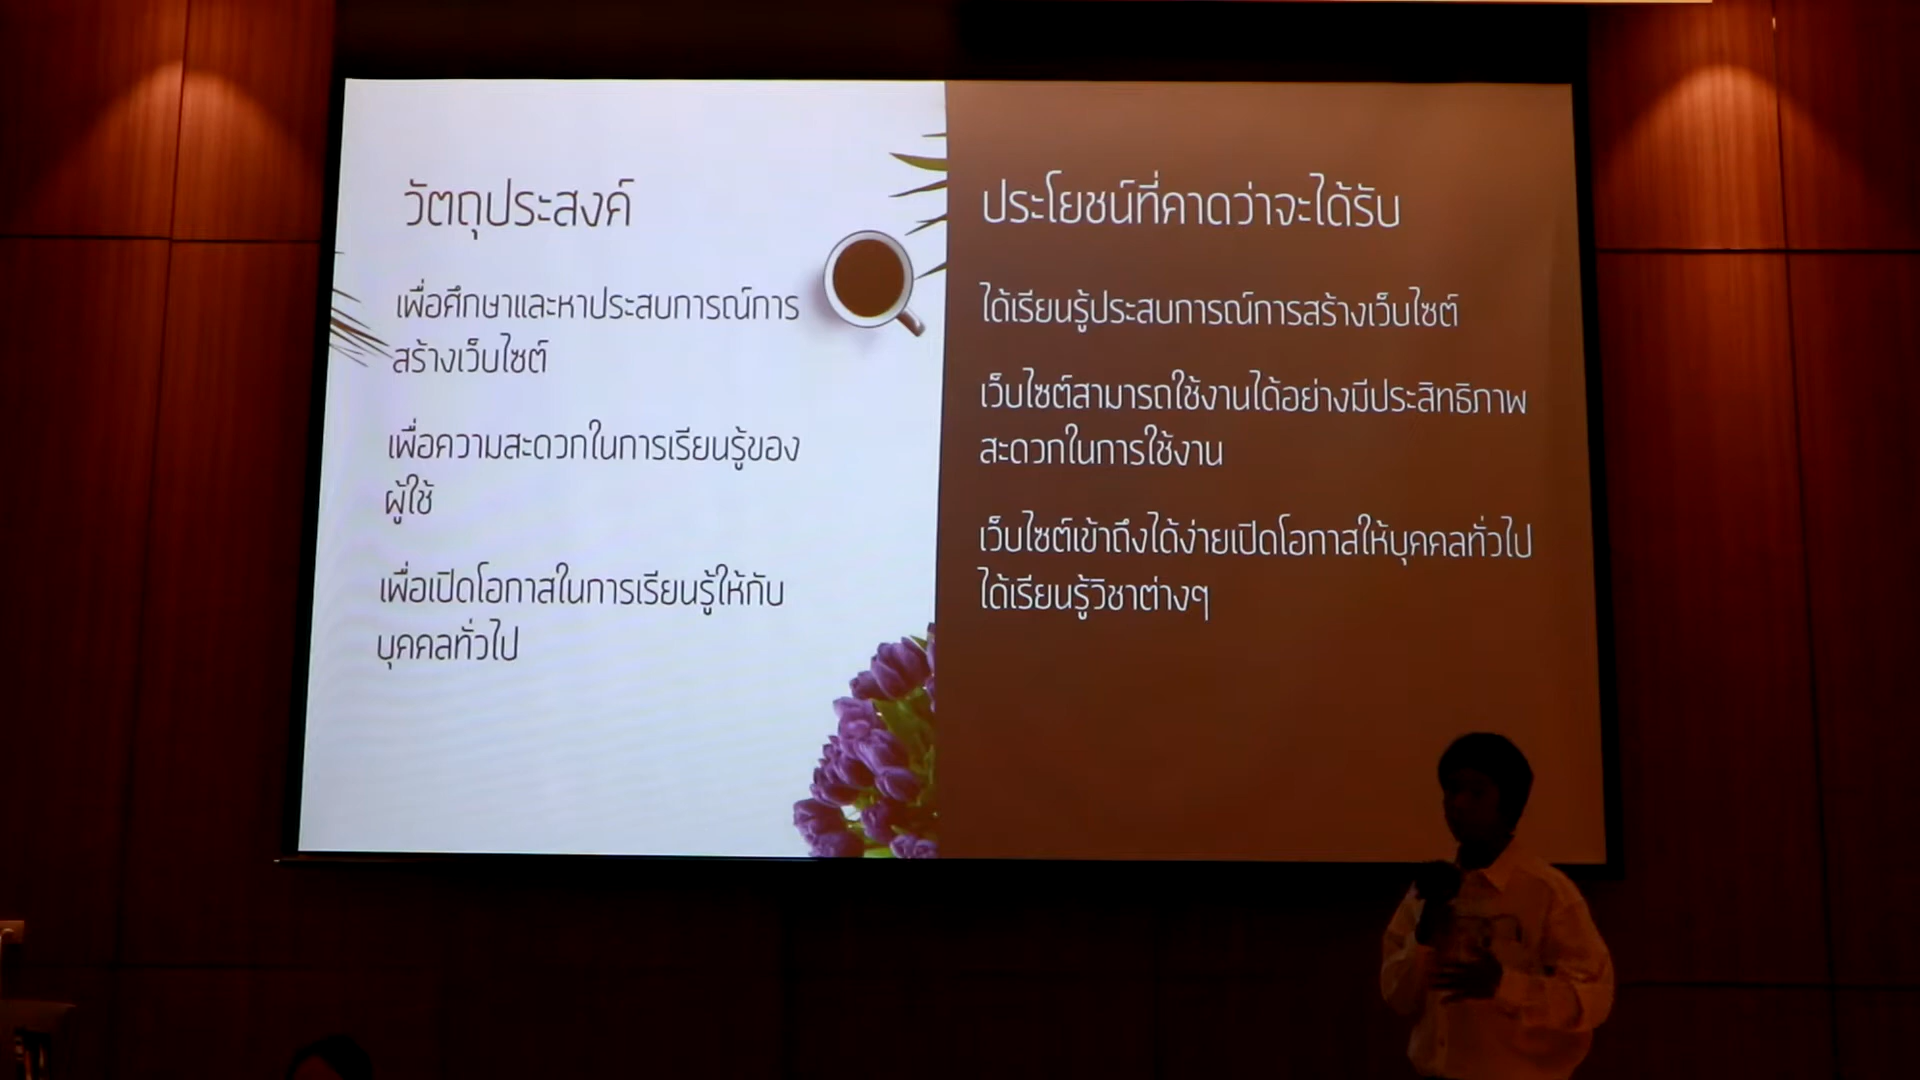 วัตถุประสงค์
เพื่อศึกษาและหาประสบการณ์การ
สร้างเว็บไซต์
เพื่อความสะดวกในการเรียนรู้ของ
ผู้ใช้
เพื่อเปิดโอกาสในการเรียนรู้ให้กับ
บุคคลทั่วไป
ประโยชน์ที่คาดว่าจะได้รับ
ได้เรียนรู้ประสบการณ์การสร้างเว็บไซต์
เว็บไซต์สามารถใช้งานได้อย่างมีประสิทธิภาพ
สะดวกในการใช้งาน
เว็บไซต์เข้าถึงได้ง่ายเปิดโอกาสให้บุคคลทั่วไป
ได้เรียนรู้วิชาต่างๆ